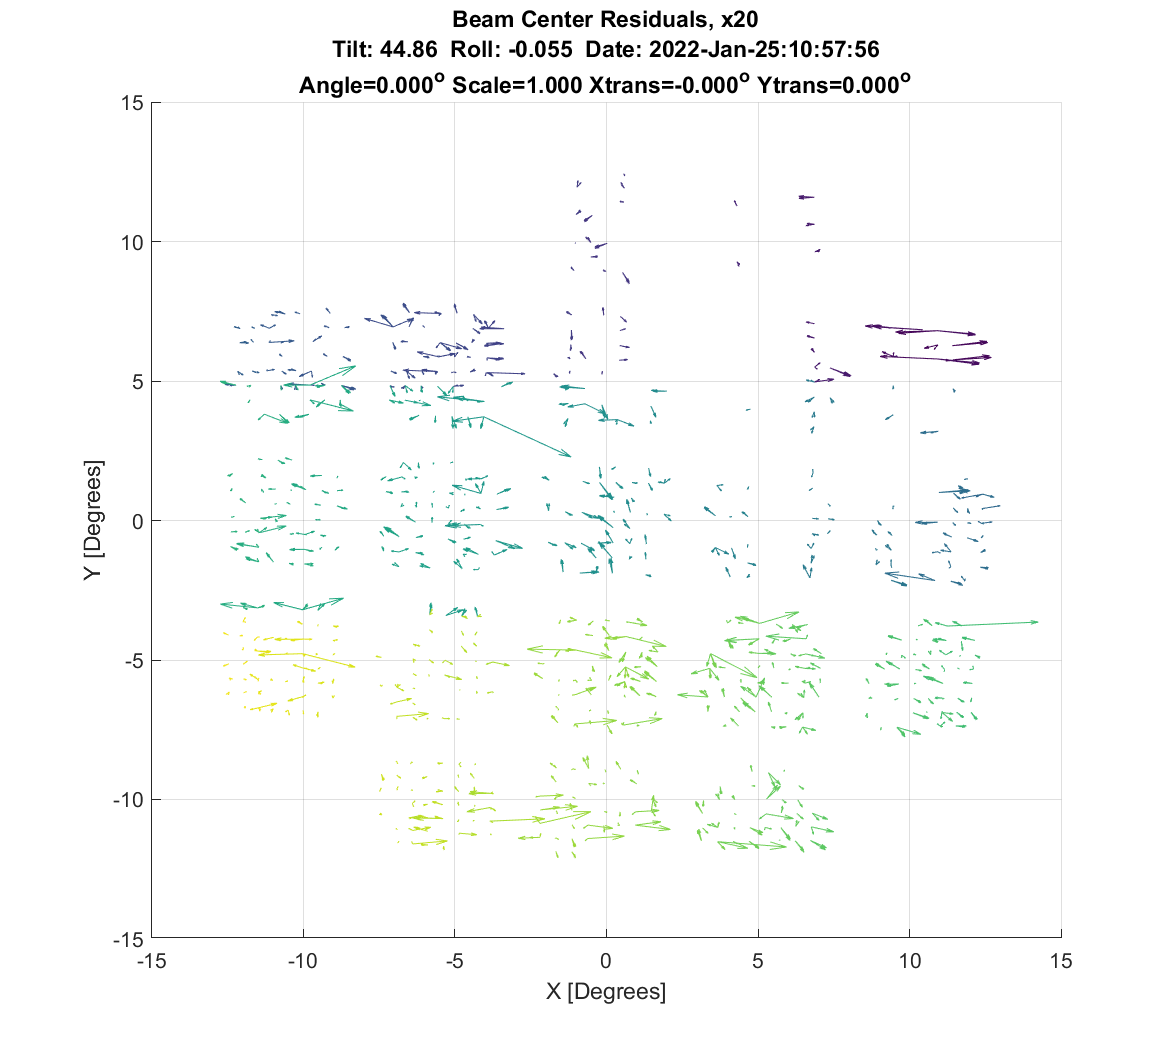 Beam Center Residuals, x20
Tilt: 44.86 Roll: -0.055 Date: 2022-Jan-25:10:57:56
Angle=0.000° Scale=1.000 Xtrans=-0.000° Ytrans=0.000°
15
10
5
0
-5
-10
-15
Y [Degrees]
-15 -10 -5 0 5 10 15
X [Degrees]